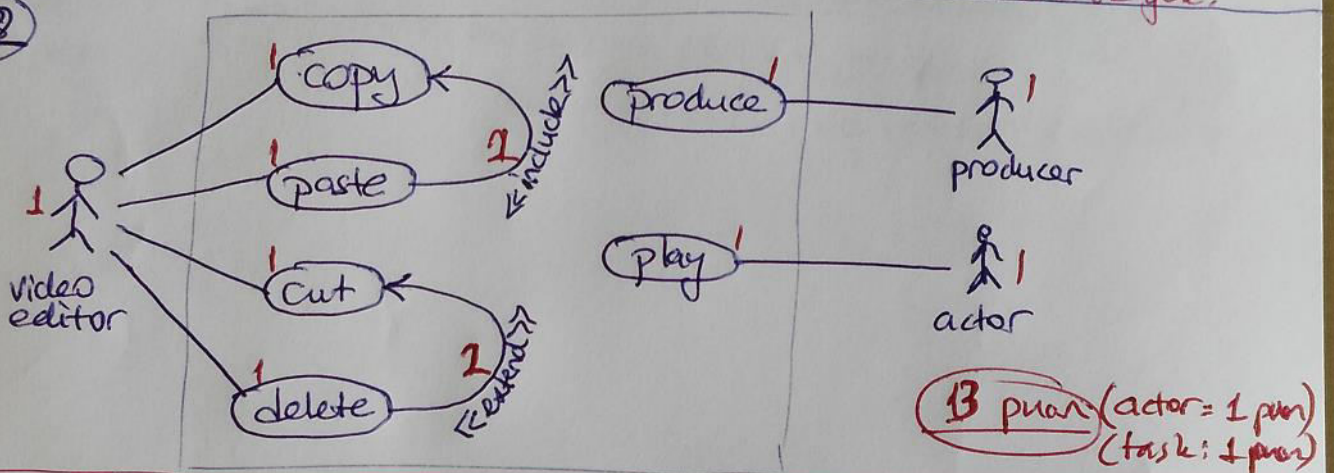 1
copy
<<include>>
produce
1
1
producer
1
paste
2
1
video
editor
1
cut
<<extend>>
play
1
1
actor
1
delete
2
13 puan (actor = 1 puan)
(task : 1 puan)